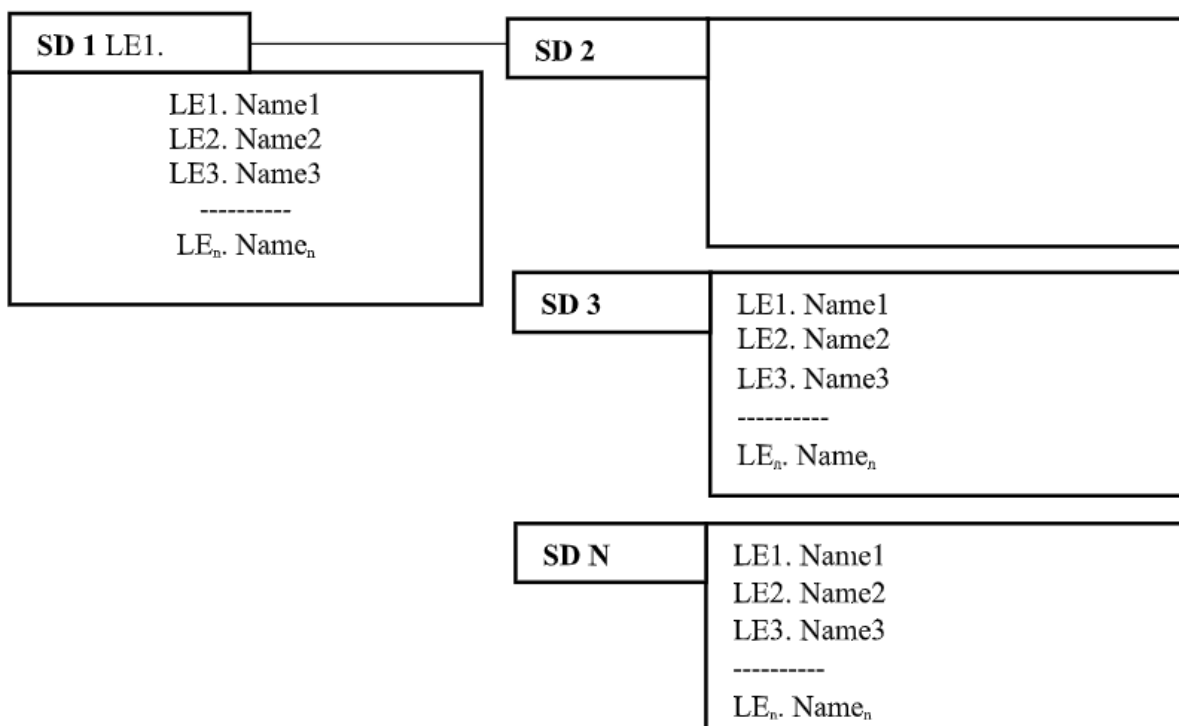 SD 1 LE1.
LE1. Name1
LE2. Name2
LE3. Name3
----------
LEₙ. Nameₙ
SD 2
SD 3
LE1. Name1
LE2. Name2
LE3. Name3
----------
LEₙ. Nameₙ
SD N
LE1. Name1
LE2. Name2
LE3. Name3
----------
LEₙ. Nameₙ